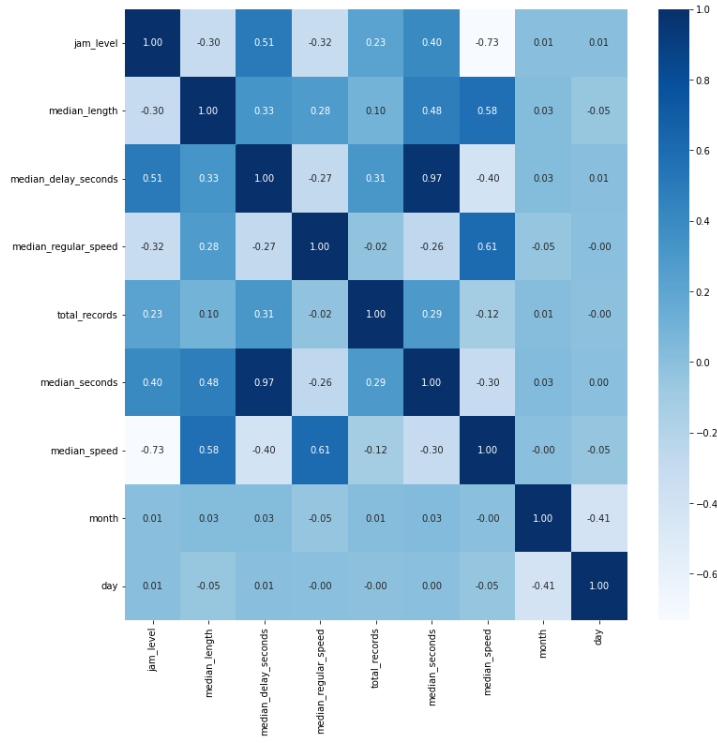 jam_level 1.00 -0.30 0.51 -0.32 0.23 0.40 -0.73 0.01 0.01
median_length -0.30 1.00 0.33 0.28 0.10 0.48 0.58 0.03 -0.05
median_delay_seconds 0.51 0.33 1.00 -0.27 0.31 0.97 -0.40 0.03 0.01
median_regular_speed -0.32 0.28 -0.27 1.00 -0.02 -0.26 0.61 -0.05 -0.00
total_records 0.23 0.10 0.31 -0.02 1.00 0.29 -0.12 0.01 -0.00
median_seconds 0.40 0.48 0.97 -0.26 0.29 1.00 -0.30 0.03 0.00
median_speed -0.73 0.58 -0.40 0.61 -0.12 -0.30 1.00 -0.00 -0.05
month 0.01 0.03 0.03 -0.05 0.01 0.03 -0.00 1.00 -0.41
day 0.01 -0.05 0.01 -0.00 -0.00 0.00 -0.05 -0.41 1.00
jam_level
median_length
median_delay_seconds
median_regular_speed
total_records
median_seconds
median_speed
month
day
1.0
0.8
0.6
0.4
0.2
0.0
-0.2
-0.4
-0.6